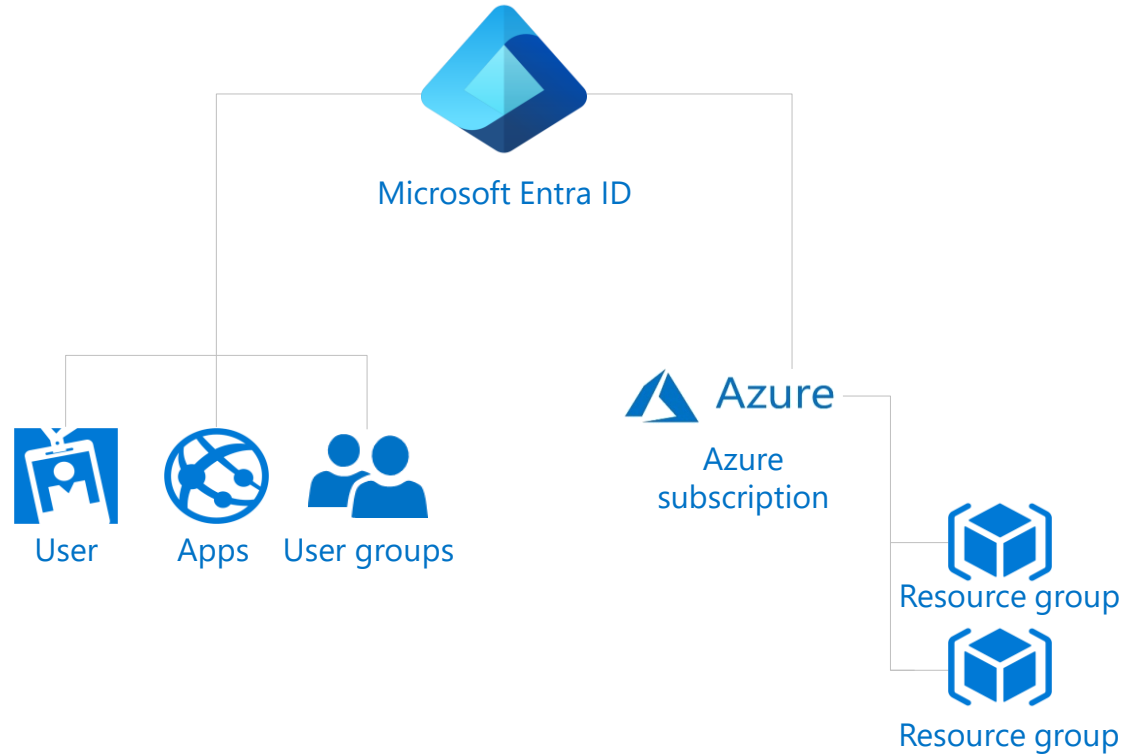 Microsoft Entra ID
Azure
Azure
subscription
User
Apps
User groups
Resource group
Resource group